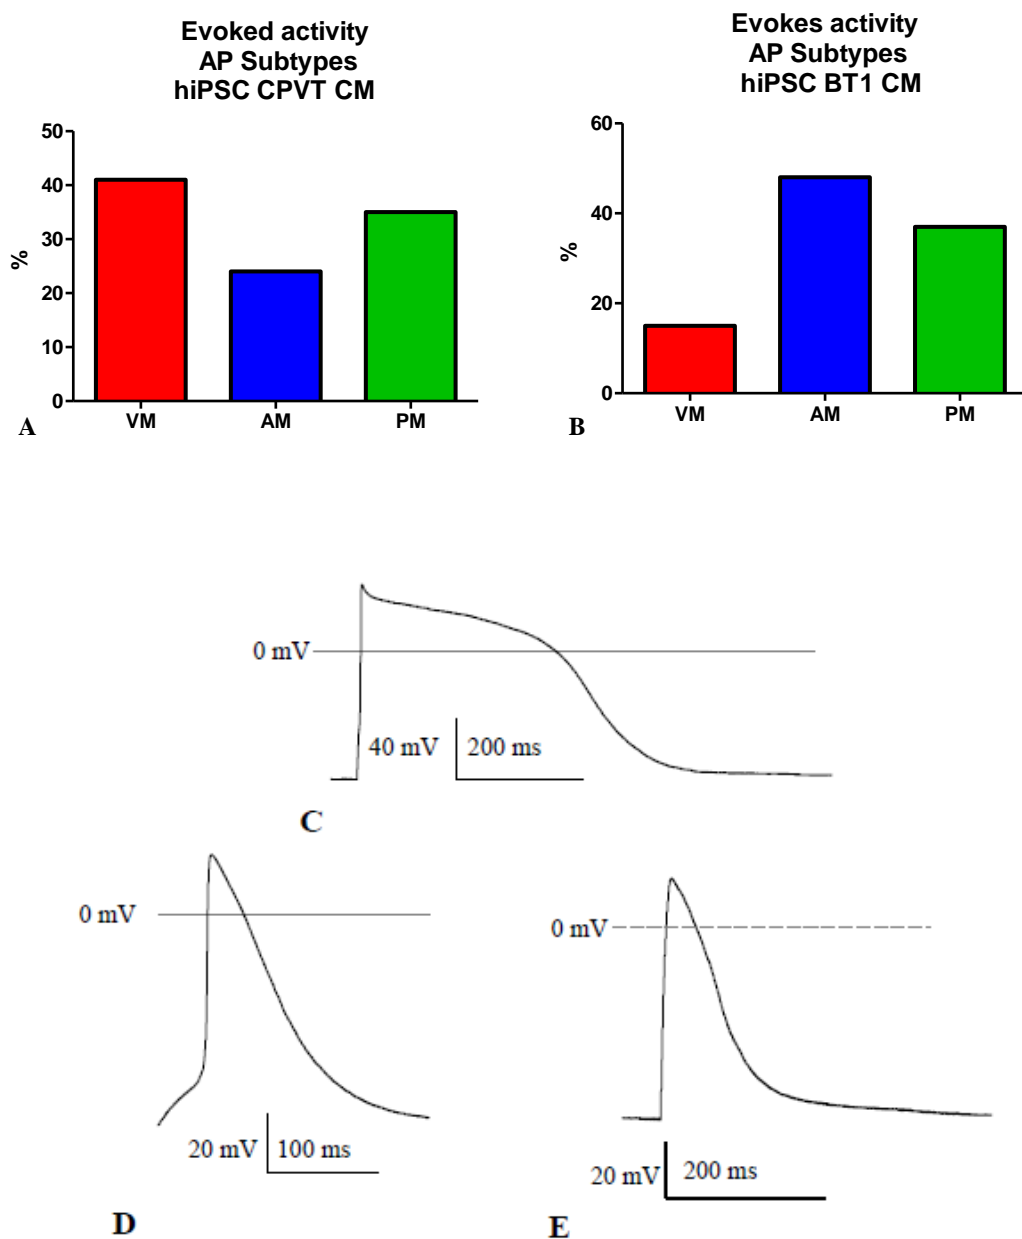 Evoked activity
AP Subtypes
hiPSC CPVT CM
50
40
30
20
10
0
%
VM AM PM
A
Evokes activity
AP Subtypes
hiPSC BT1 CM
60
40
20
0
%
VM AM PM
B
0 mV
40 mV 200 ms
C
0 mV
20 mV 100 ms
D
0 mV
20 mV 200 ms
E